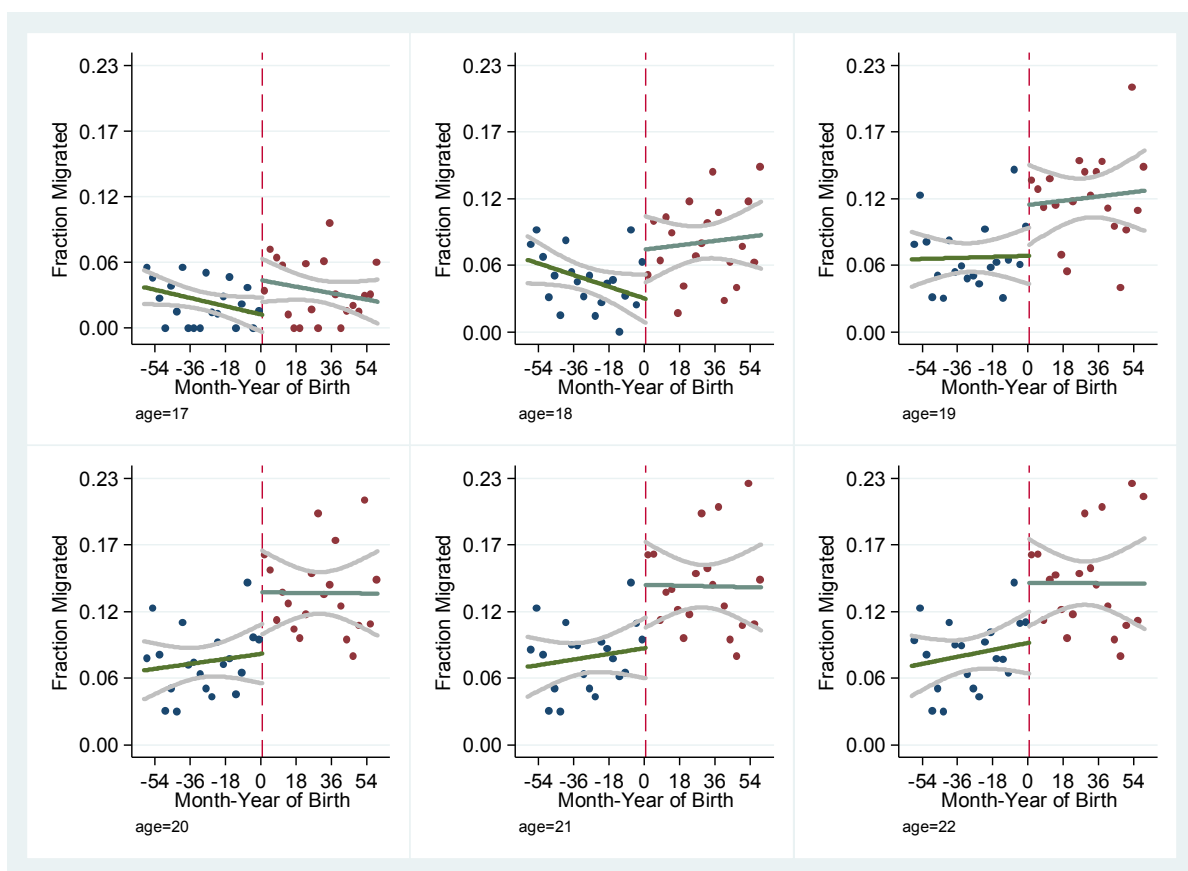 Fraction Migrated
0.23
0.17
0.12
0.06
0.00
-54 -36 -18 0 18 36 54
Month-Year of Birth
age=17
Fraction Migrated
0.23
0.17
0.12
0.06
0.00
-54 -36 -18 0 18 36 54
Month-Year of Birth
age=18
Fraction Migrated
0.23
0.17
0.12
0.06
0.00
-54 -36 -18 0 18 36 54
Month-Year of Birth
age=19
Fraction Migrated
0.23
0.17
0.12
0.06
0.00
-54 -36 -18 0 18 36 54
Month-Year of Birth
age=20
Fraction Migrated
0.23
0.17
0.12
0.06
0.00
-54 -36 -18 0 18 36 54
Month-Year of Birth
age=21
Fraction Migrated
0.23
0.17
0.12
0.06
0.00
-54 -36 -18 0 18 36 54
Month-Year of Birth
age=22